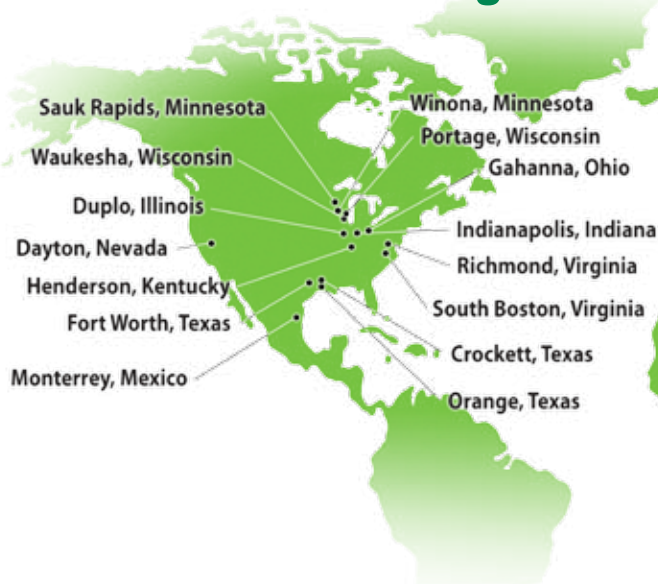 Sauk Rapids, Minnesota
Winona, Minnesota
Portage, Wisconsin
Waukesha, Wisconsin
Gahanna, Ohio
Duplo, Illinois
Indianapolis, Indiana
Dayton, Nevada
Richmond, Virginia
Henderson, Kentucky
South Boston, Virginia
Fort Worth, Texas
Crockett, Texas
Monterrey, Mexico
Orange, Texas